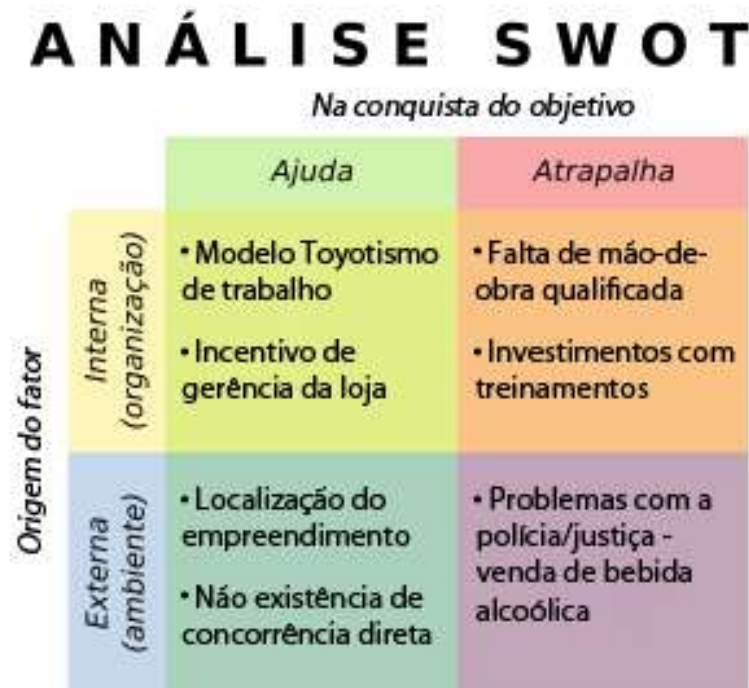 ANÁLISE SWOT
Na conquista do objetivo
Ajuda
Atrapalha
Origem do fator
Interna
(organização)
• Modelo Toyotismo
de trabalho
• Incentivo de
gerência da loja
• Falta de mão-de-
obra qualificada
• Investimentos com
treinamentos
Externa
(ambiente)
• Localização do
empreendimento
• Não existência de
concorrência direta
• Problemas com a
polícia/justiça -
venda de bebida
alcoólica